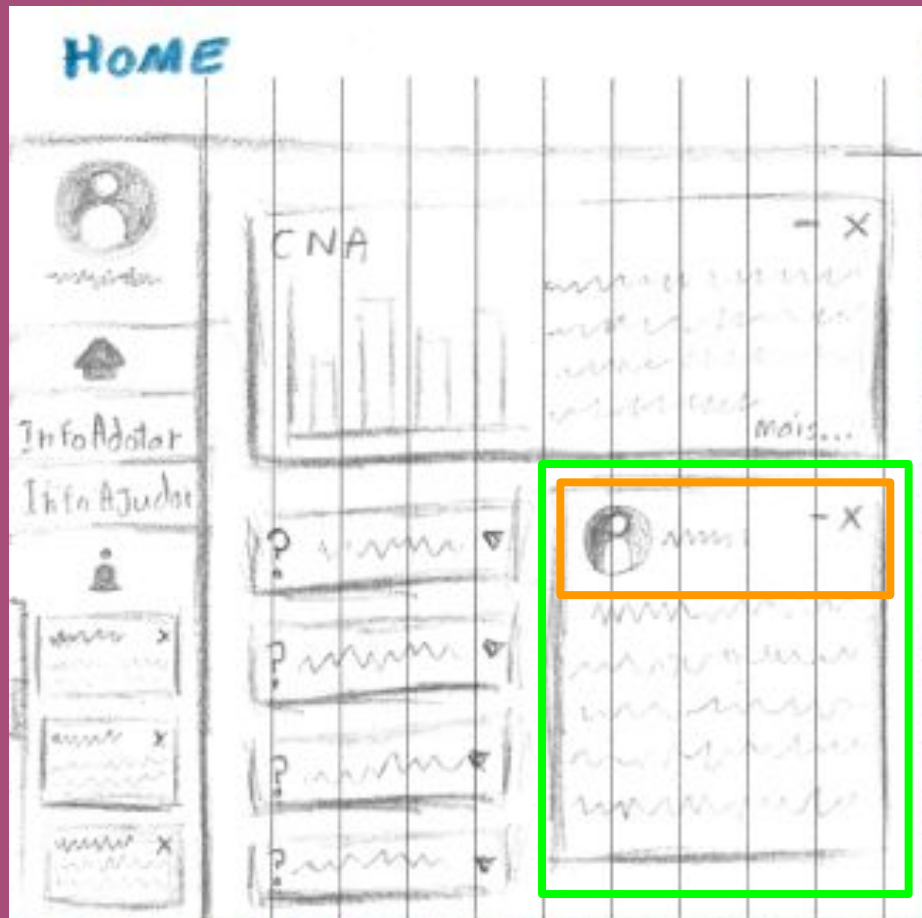 HOME
CNA
- X
mais...
InfoAdotar
InfoAjudar
- X
?
?
?
?
X
X
X